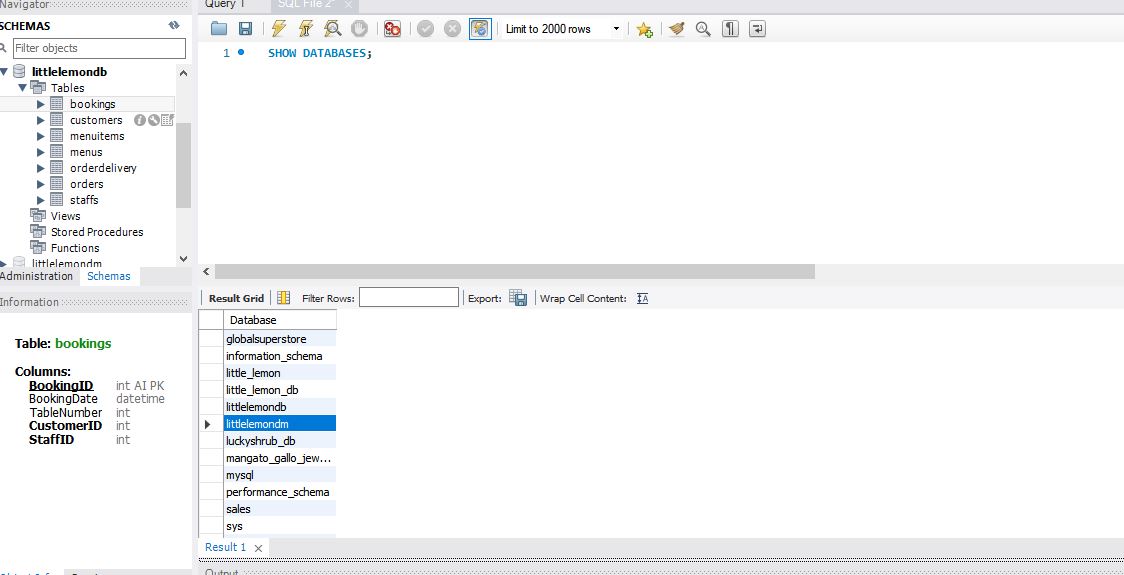 Navigator
Query 1
SQL File 2*
SCHEMAS
Filter objects
Limit to 2000 rows
1
SHOW DATABASES;
littlelemondb
Tables
bookings
customers
menuitems
menus
orderdelivery
orders
staffs
Views
Stored Procedures
Functions
littlelemondm
Administration
Schemas
Information
Table: bookings
Columns:
BookingID int AI PK
BookingDate datetime
TableNumber int
CustomerID int
StaffID int
Result Grid
Filter Rows:
Export:
Wrap Cell Content:
Database
globalsuperstore
information_schema
little_lemon
little_lemon_db
littlelemondb
littlelemondm
luckyshrub_db
mangato_gallo_jew...
mysql
performance_schema
sales
sys
Result 1
Output